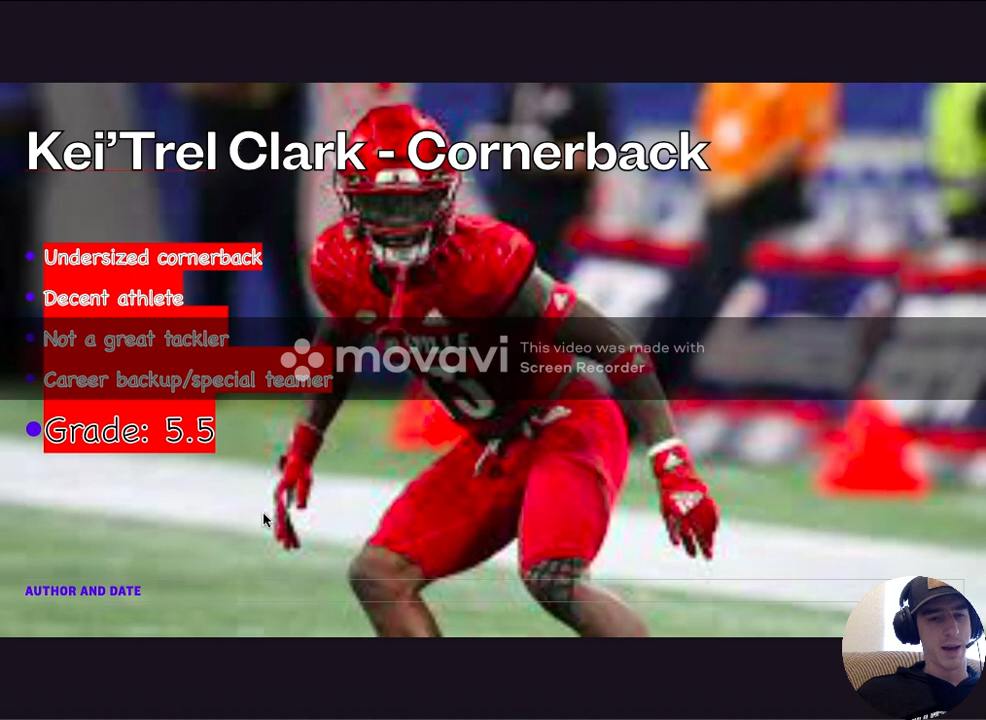 Kei’Trel Clark - Cornerback
Undersized cornerback
Decent athlete
Not a great tackler
Career backup/special teamer
movavi
This video was made with
Screen Recorder
Grade: 5.5
AUTHOR AND DATE